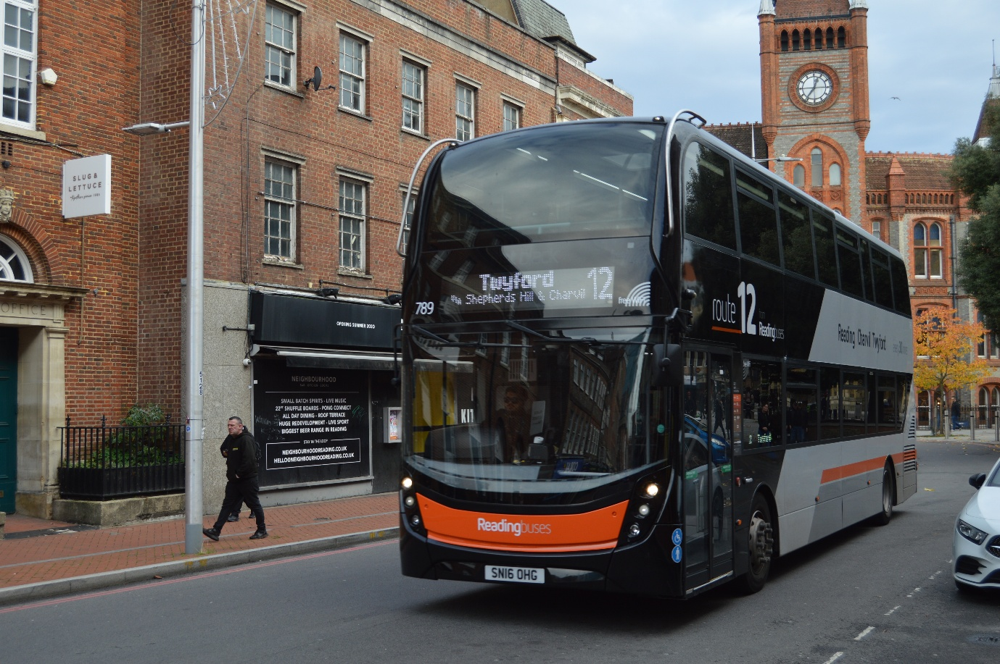 SLUG &
LETTUCE
OFFICE
5128
OPENING SUMMER 2020
NEIGHBOURHOOD
SMALL BATCH SPIRITS - LIVE MUSIC
22FT SHUFFLE BOARDS - PONG CONNECT
ALL DAY DINING - ROOF TERRACE
HUGE REDEVELOPMENT - LIVE SPORT
BIGGEST BEER RANGE IN READING
STAY IN THE LOOP
NEIGHBOURHOODREADING.CO.UK
HELLO@NEIGHBOURHOODREADING.CO.UK
KIT
Twyford 12
Shepherds Hill & Charvil
789
free
Readingbuses
SN16 OHG
route 12
Readingbuses
Reading Charvil Twyford